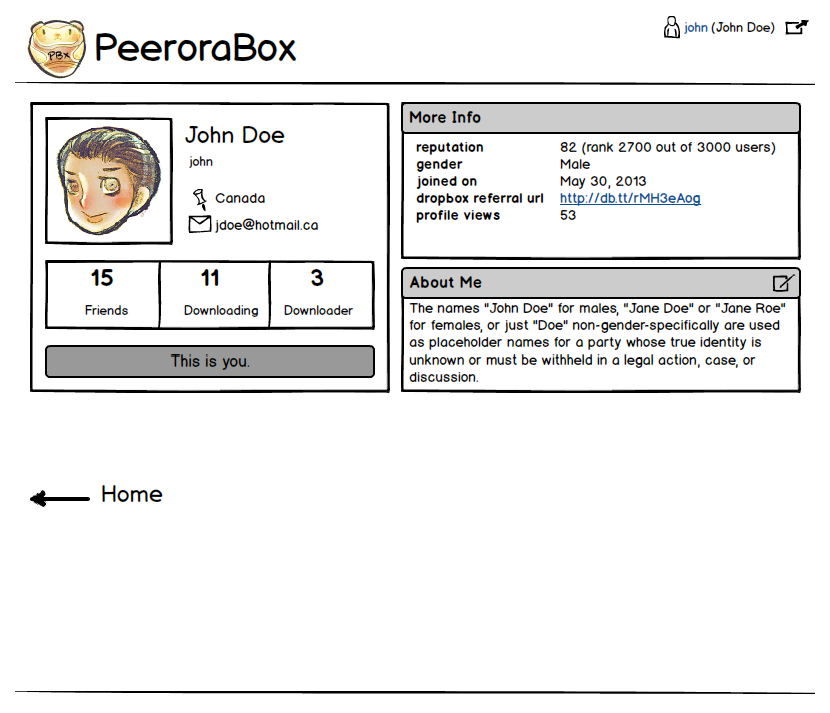 PBx
PeeroraBox
john (John Doe)
John Doe
john
Canada
jdoe@hotmail.ca
15 11 3
Friends Downloading Downloader
This is you.
More Info
reputation 82 (rank 2700 out of 3000 users)
gender Male
joined on May 30, 2013
dropbox referral url http://db.tt/rMH3eAog
profile views 53
About Me
The names "John Doe" for males, "Jane Doe" or "Jane Roe"
for females, or just "Doe" non-gender-specifically are used
as placeholder names for a party whose true identity is
unknown or must be withheld in a legal action, case, or
discussion.
Home